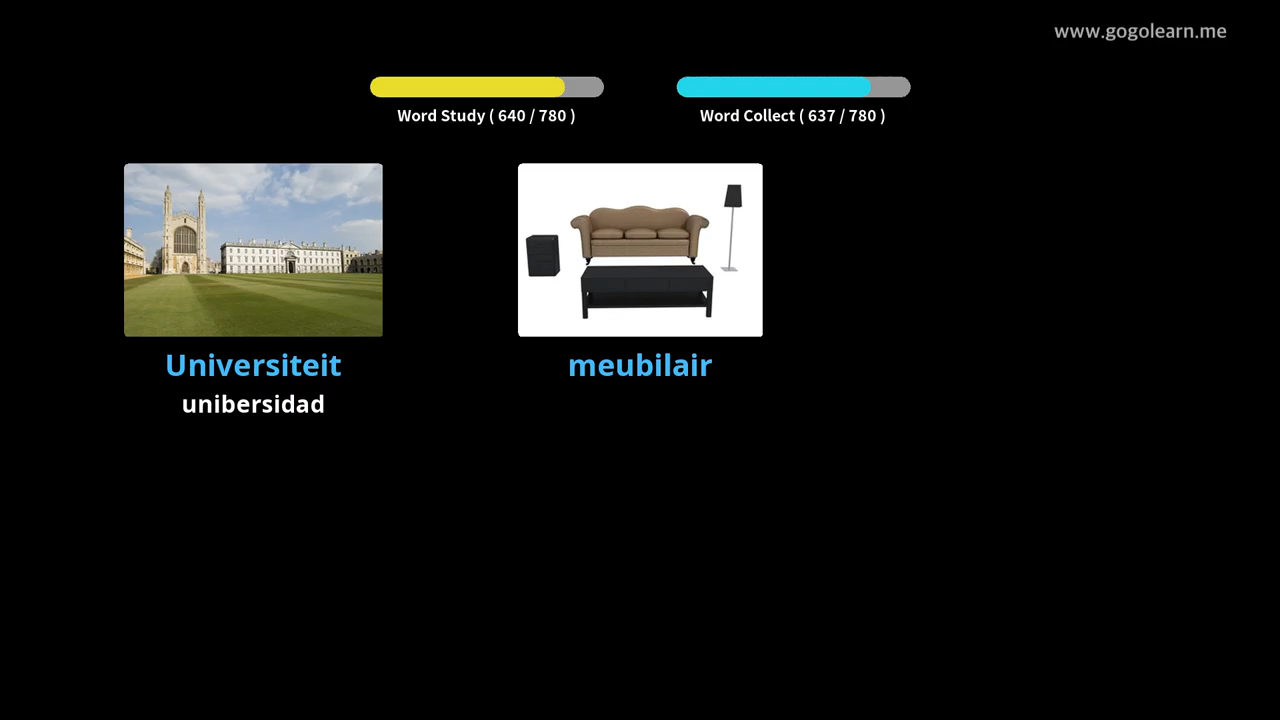 www.gogolearn.me
Word Study ( 640 / 780 )
Word Collect ( 637 / 780 )
Universiteit
unibersidad
meubilair